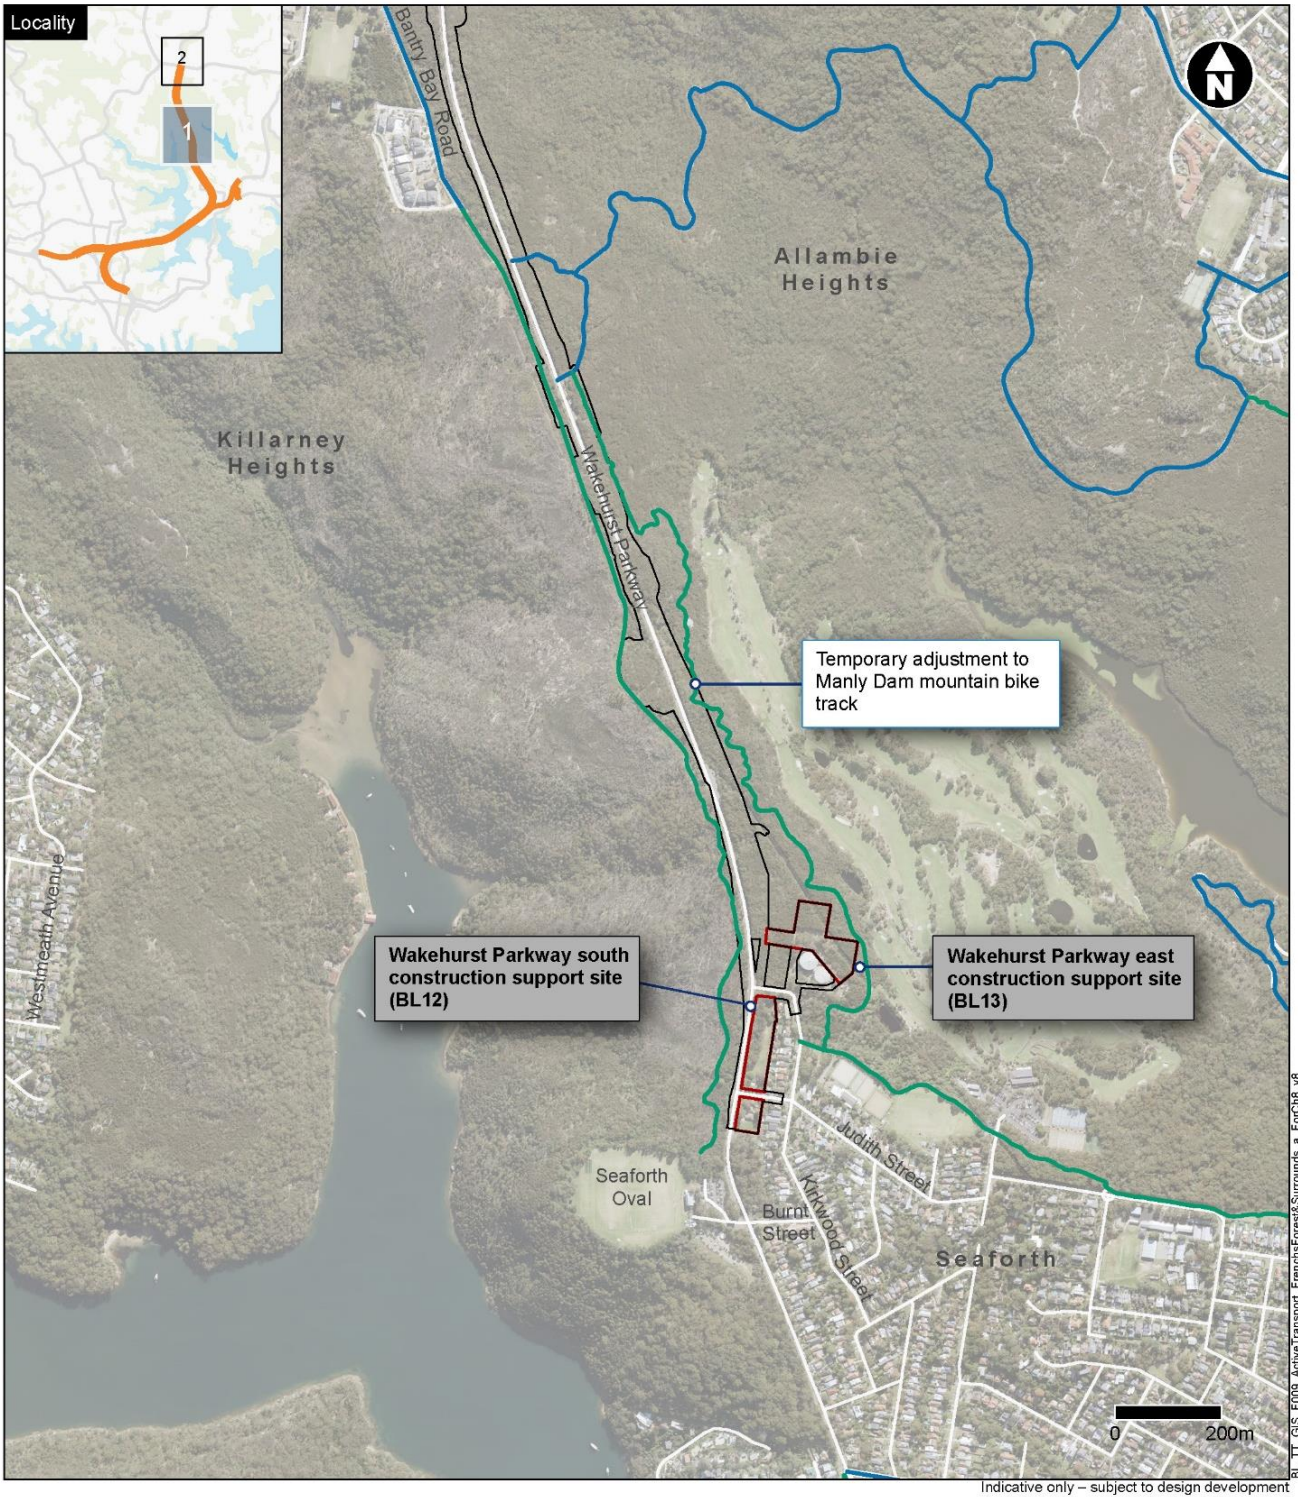 Locality
2
1
N
Bantry Bay Road
Allambie
Heights
Killarney
Heights
Wakehurst Parkway
Temporary adjustment to
Manly Dam mountain bike
track
Westmeath Avenue
Wakehurst Parkway south
construction support site
(BL12)
Wakehurst Parkway east
construction support site
(BL13)
Judith Street
Seaforth
Oval
Burnt
Street
Kirkwood Street
Seaforth
0
200m
BL_TT_GIS_F009_ActiveTransport_FrenchsForest&Surrounds_a_ForCh8_v8
Indicative only – subject to design development